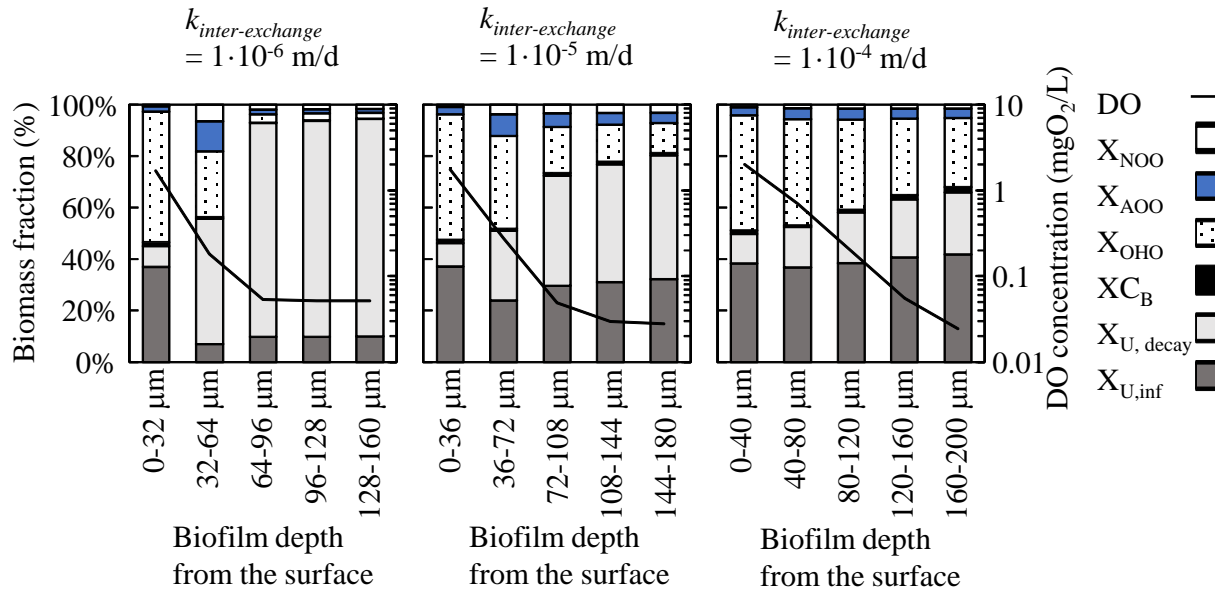 k_inter-exchange
= 1·10⁻⁶ m/d
k_inter-exchange
= 1·10⁻⁵ m/d
k_inter-exchange
= 1·10⁻⁴ m/d
Biomass fraction (%)
100%
80%
60%
40%
20%
0%
0-32 µm
32-64 µm
64-96 µm
96-128 µm
128-160 µm
Biofilm depth
from the surface
0-36 µm
36-72 µm
72-108 µm
108-144 µm
144-180 µm
Biofilm depth
from the surface
0-40 µm
40-80 µm
80-120 µm
120-160 µm
160-200 µm
Biofilm depth
from the surface
10
1
0.1
0.01
DO concentration (mgO₂/L)
DO
X_NOO
X_AOO
X_OHO
XC_B
X_U, decay
X_U,inf